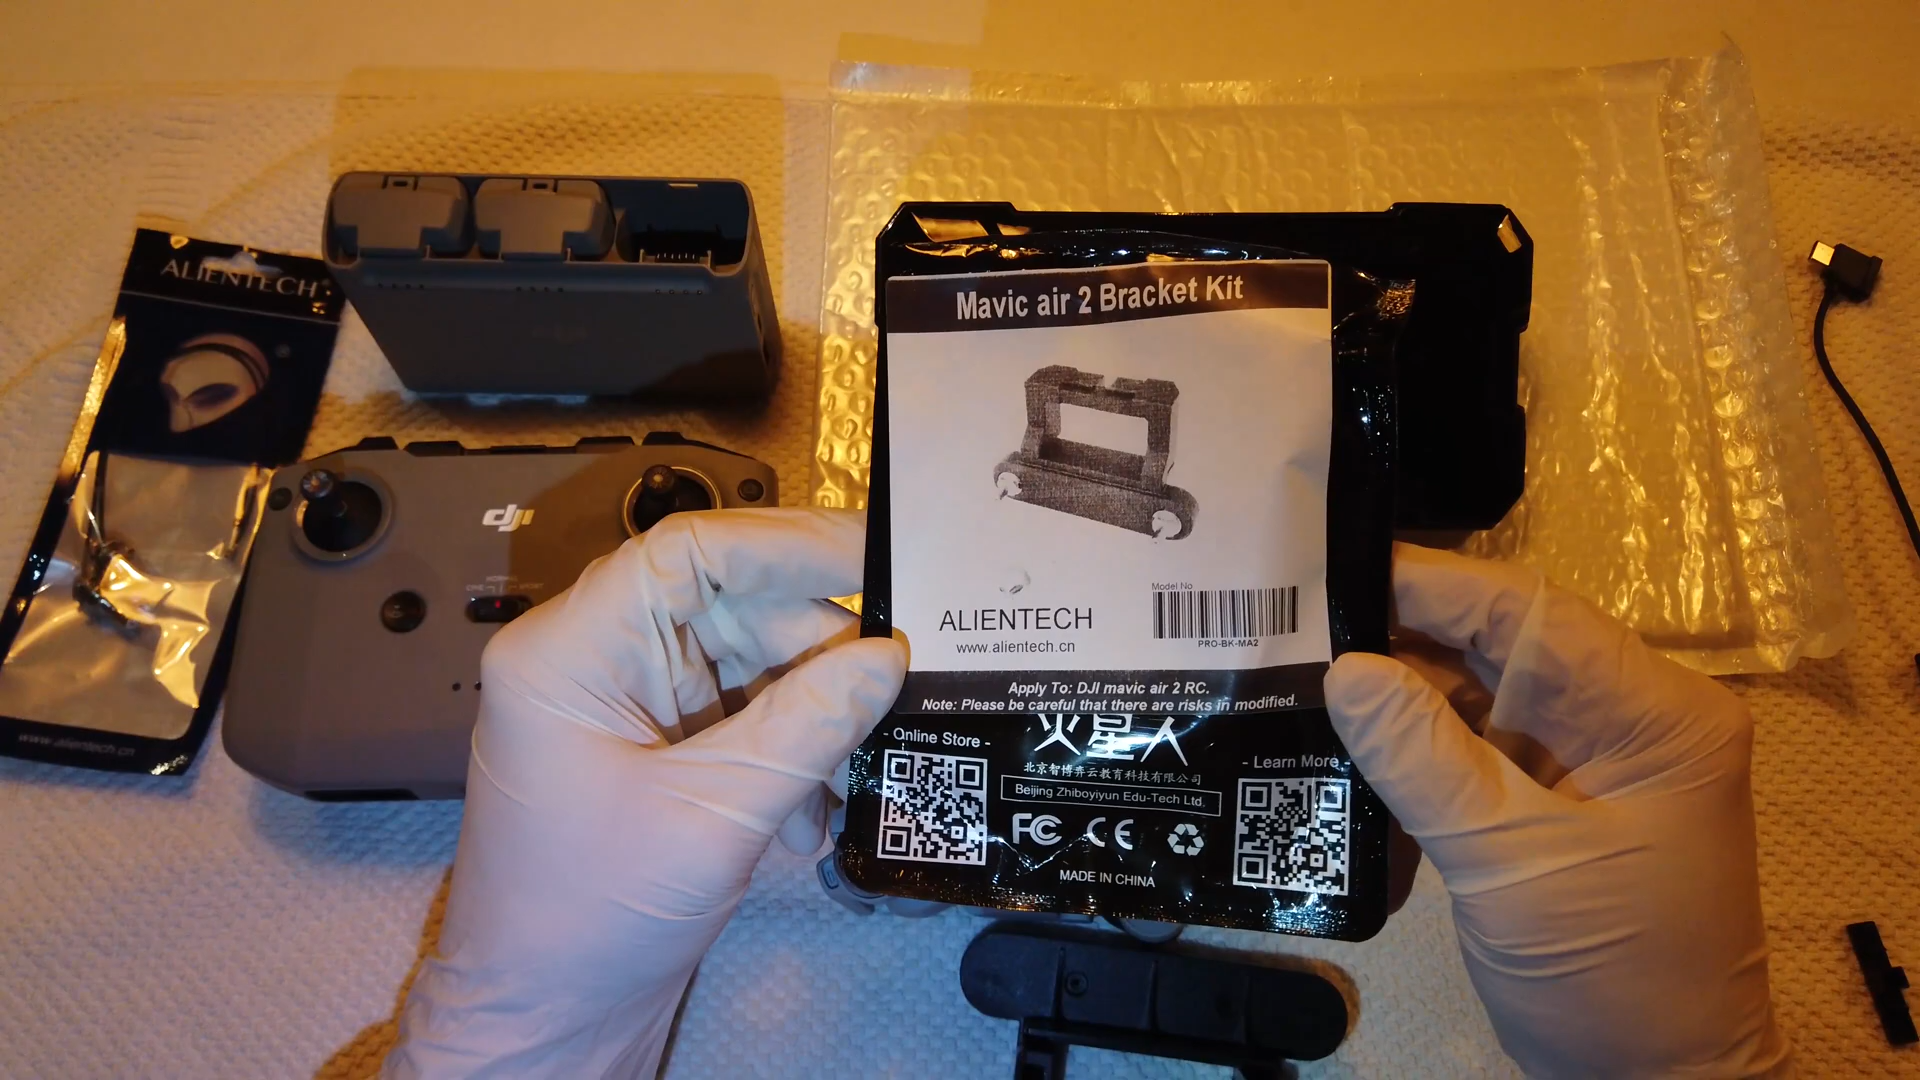 ALIENTECH
www.alientech.cn
dji
Mavic air 2 Bracket Kit
ALIENTECH
www.alientech.cn
Model No
PRO-BK-MA2
Apply To: DJI mavic air 2 RC.
Note: Please be careful that there are risks in modified.
火星人
- Online Store -
- Learn More -
北京智博弈云教育科技有限公司
Beijing Zhiboyiyun Edu-Tech Ltd.
FC CE
MADE IN CHINA